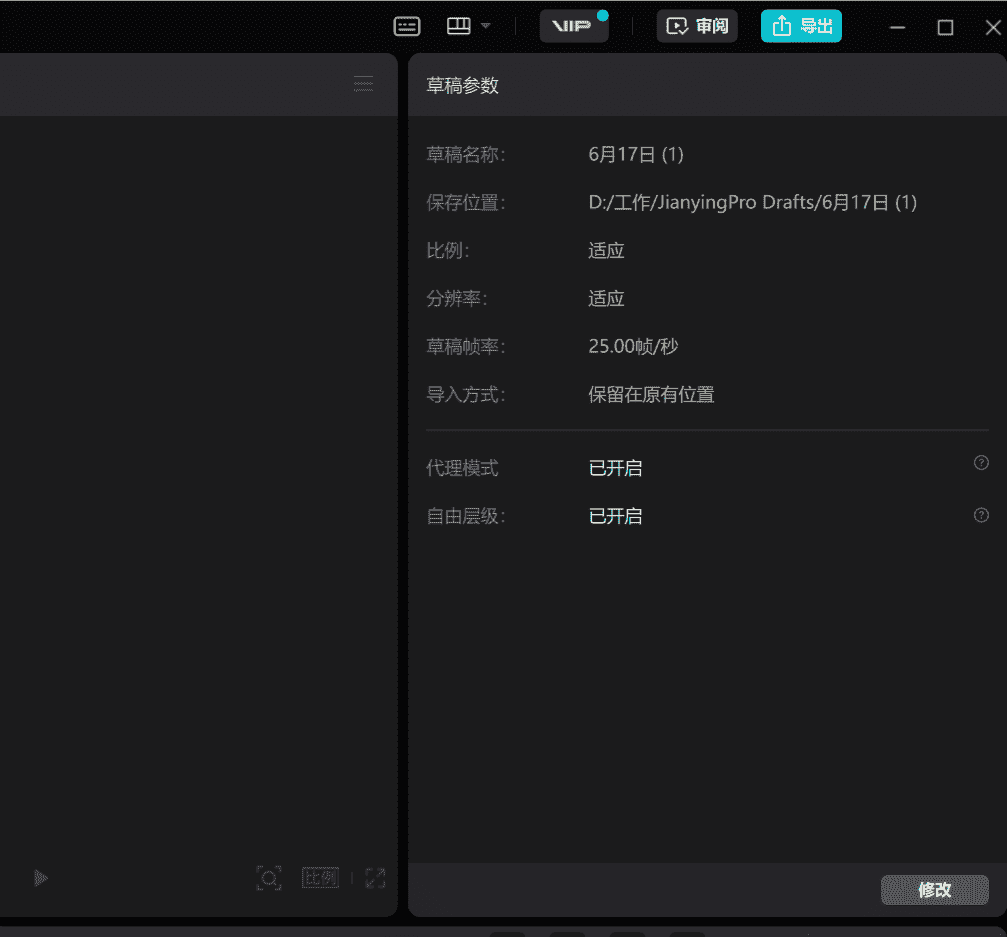 VIP
审阅
导出
草稿参数
草稿名称： 6月17日 (1)
保存位置： D:/工作/JianyingPro Drafts/6月17日 (1)
比例： 适应
分辨率： 适应
草稿帧率： 25.00帧/秒
导入方式： 保留在原有位置
代理模式 已开启
自由层级： 已开启
比例
修改